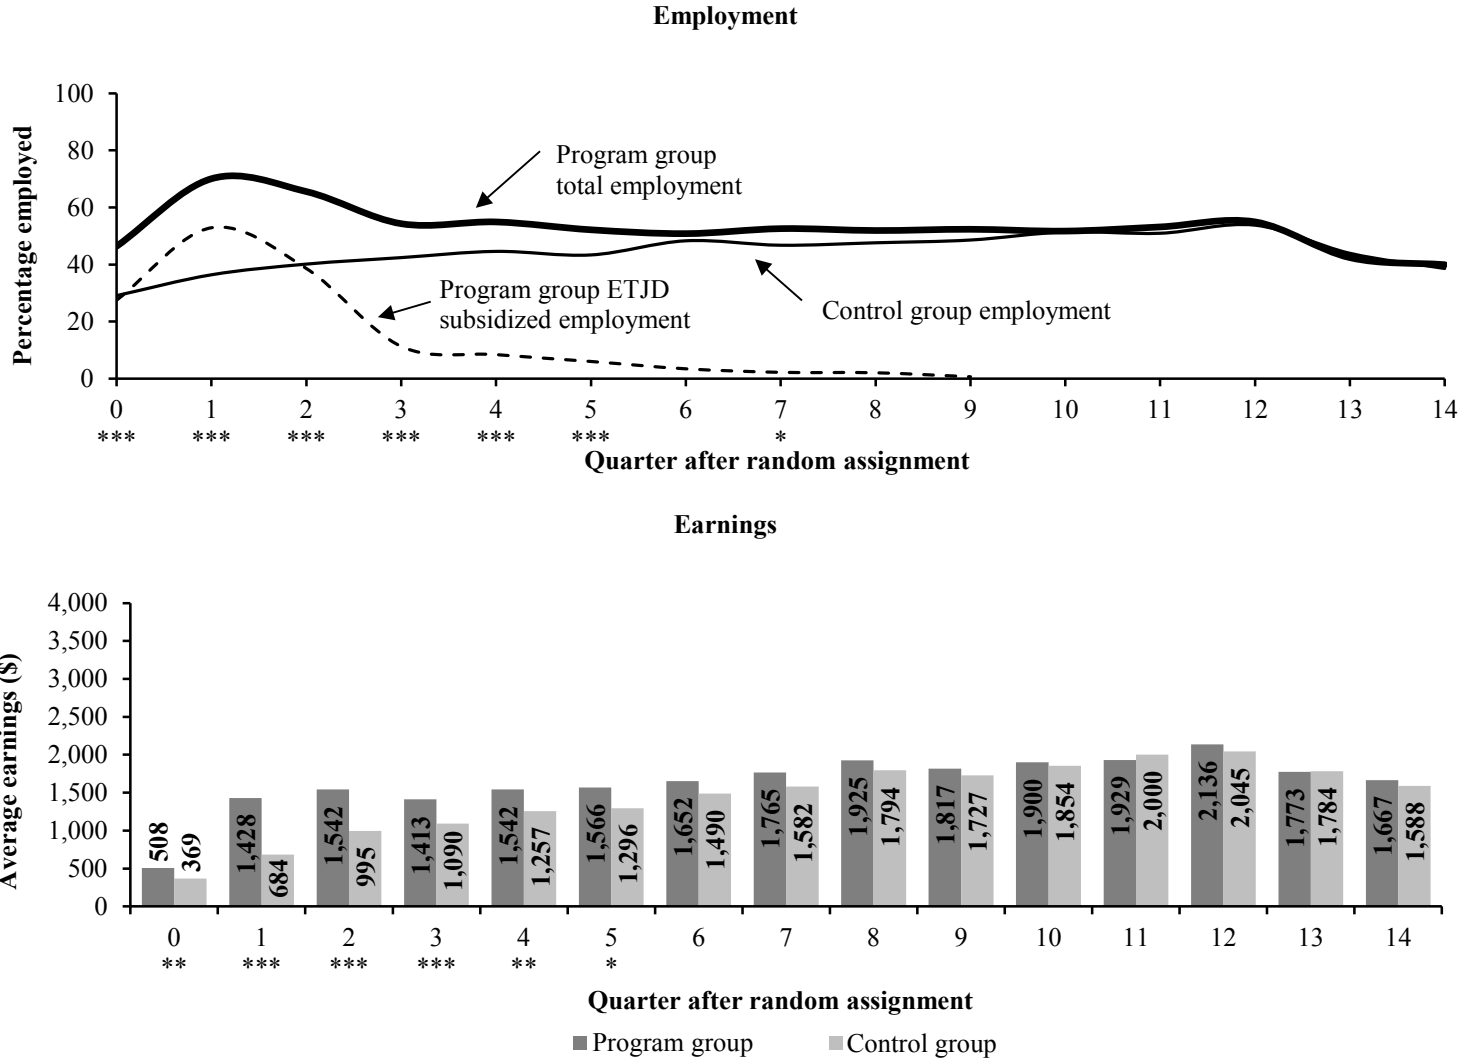 Employment
Percentage employed
100
80
60
40
20
0
Program group
total employment
Program group ETJD
subsidized employment
Control group employment
0 1 2 3 4 5 6 7 8 9 10 11 12 13 14
*** *** *** *** *** *** *
Quarter after random assignment
Earnings
Average earnings ($)
4,000
3,500
3,000
2,500
2,000
1,500
1,000
500
0
508 369 1,428 684 1,542 995 1,413 1,090 1,542 1,257 1,566 1,296 1,652 1,490 1,765 1,582 1,925 1,794 1,817 1,727 1,900 1,854 1,929 2,000 2,136 2,045 1,773 1,784 1,667 1,588
0 1 2 3 4 5 6 7 8 9 10 11 12 13 14
** *** *** *** ** *
Quarter after random assignment
Program group Control group